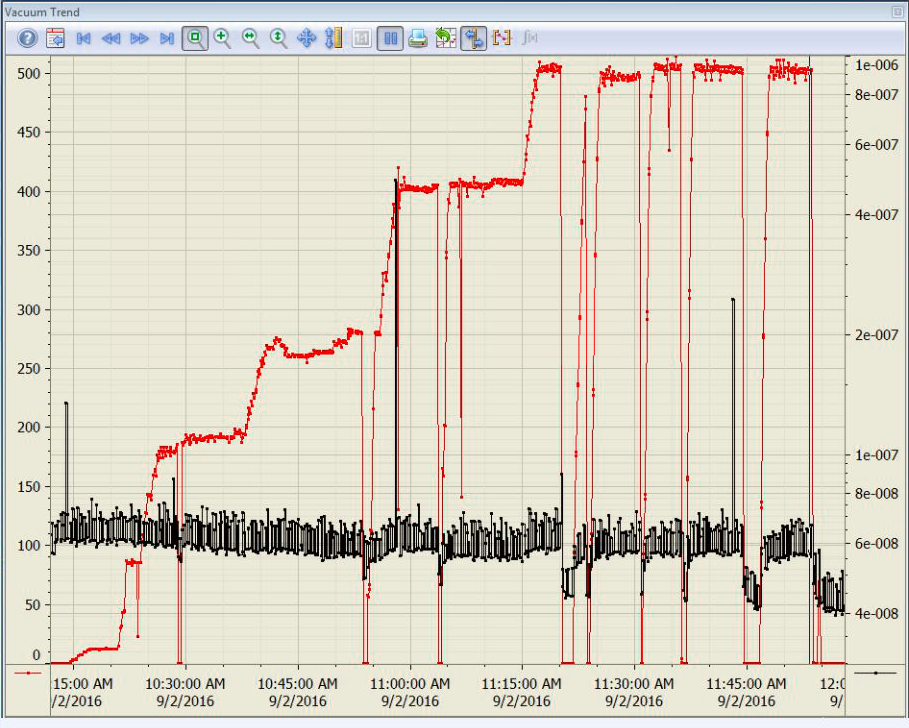 Vacuum Trend
500
450
400
350
300
250
200
150
100
50
0
1e-006
8e-007
6e-007
4e-007
2e-007
1e-007
8e-008
6e-008
4e-008
:15:00 AM 10:30:00 AM 10:45:00 AM 11:00:00 AM 11:15:00 AM 11:30:00 AM 11:45:00 AM 12:0
/2/2016 9/2/2016 9/2/2016 9/2/2016 9/2/2016 9/2/2016 9/2/2016 9/